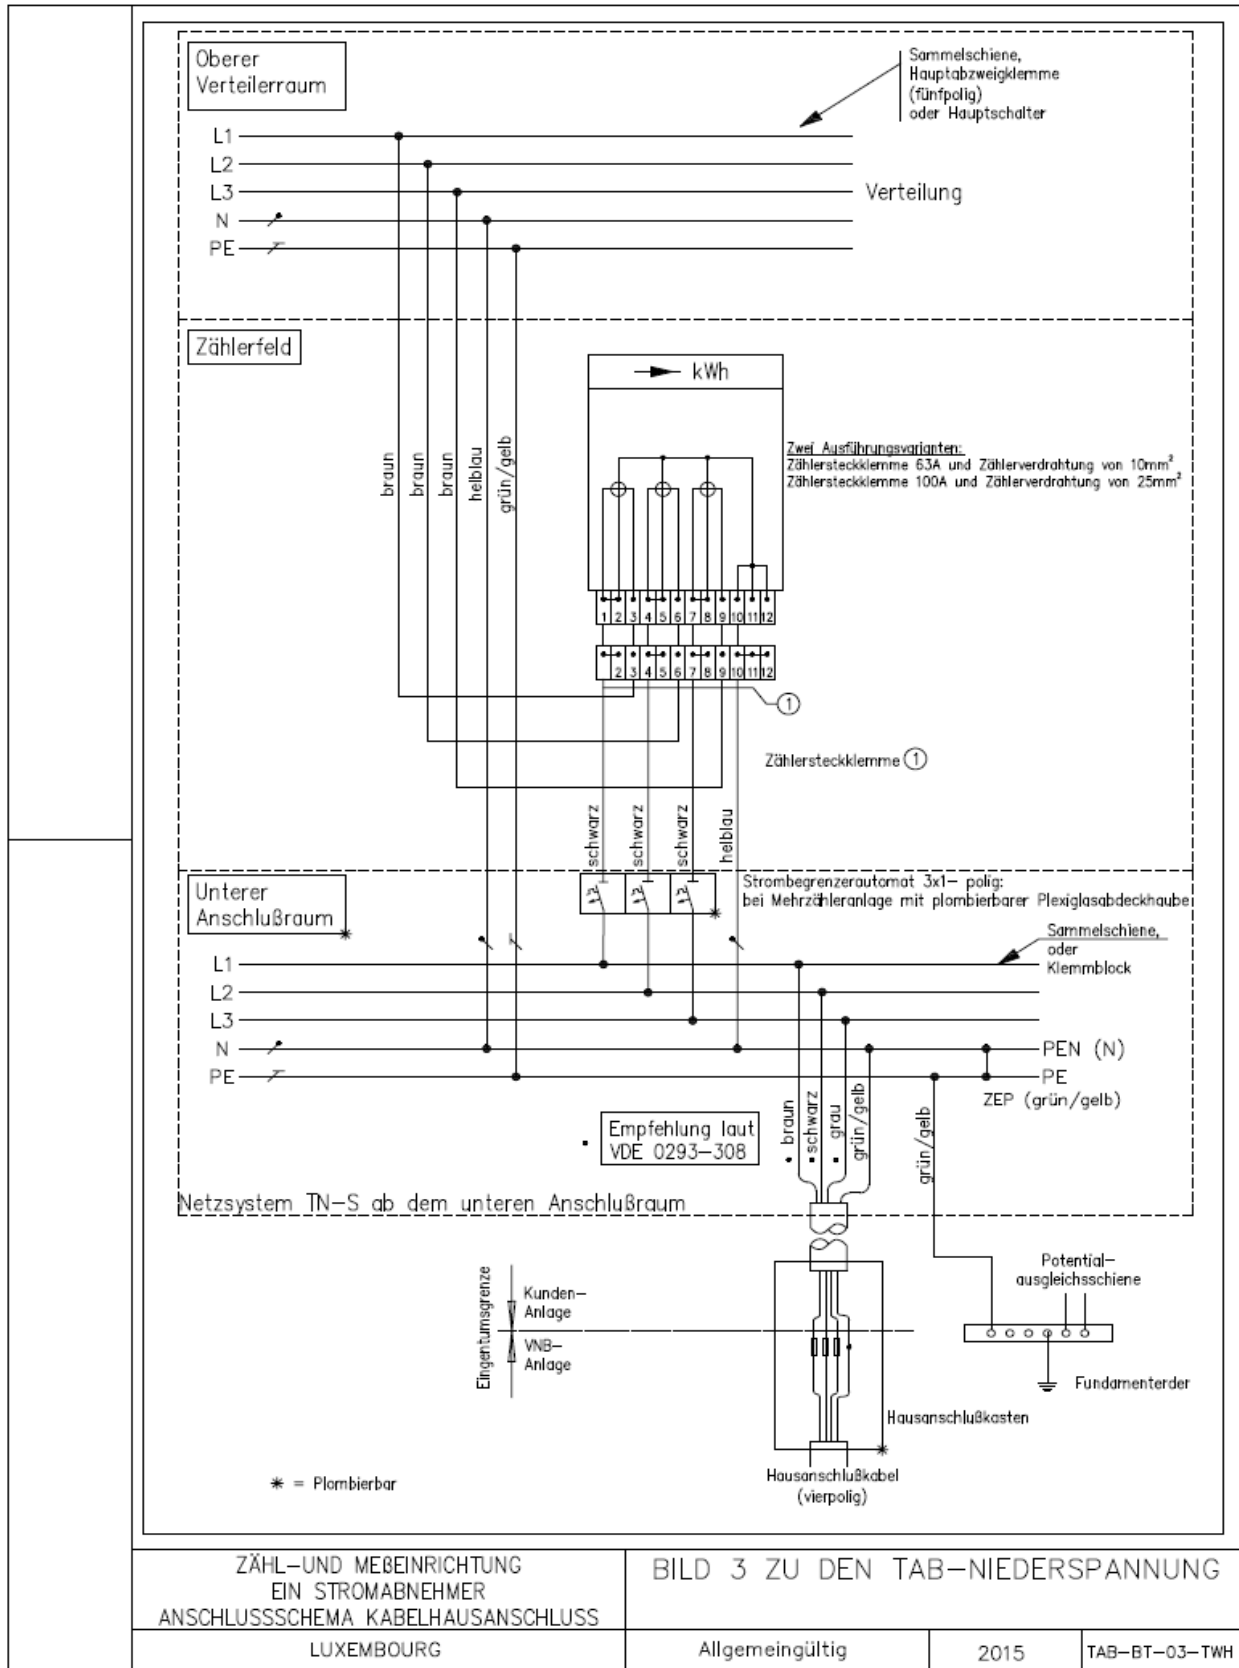 Oberer
Verteilerraum
Sammelschiene,
Hauptabzweigklemme
(fünfpolig)
oder Hauptschalter
L1
L2
L3
N
PE
Verteilung
Zählerfeld
kWh
braun
braun
braun
helblau
grün/gelb
Zwei Ausführungsvarianten:
Zählersteckklemme 63A und Zählerverdrahtung von 10mm²
Zählersteckklemme 100A und Zählerverdrahtung von 25mm²
1 2 3 4 5 6 7 8 9 10 11 12
2 3 4 5 6 7 8 9 10 11 12
1
Zählersteckklemme 1
schwarz
schwarz
schwarz
helblau
Unterer
Anschlußraum
*
Strombegrenzerautomat 3x1- polig:
bei Mehrzähleranlage mit plombierbarer Plexiglasabdeckhaube
*
Sammelschiene,
oder
Klemmblock
L1
L2
L3
N
PE
PEN (N)
PE
ZEP (grün/gelb)
Empfehlung laut
VDE 0293-308
braun
schwarz
grau
grün/gelb
grün/gelb
Netzsystem TN-S ab dem unteren Anschlußraum
Eingentumsgrenze
Kunden-
Anlage
VNB-
Anlage
Potential-
ausgleichsschiene
Fundamenterder
Hausanschlußkasten
*
Hausanschlußkabel
(vierpolig)
* = Plombierbar
ZÄHL-UND MEßEINRICHTUNG
EIN STROMABNEHMER
ANSCHLUSSSCHEMA KABELHAUSANSCHLUSS
BILD 3 ZU DEN TAB-NIEDERSPANNUNG
LUXEMBOURG
Allgemeingültig
2015
TAB-BT-03-TWH